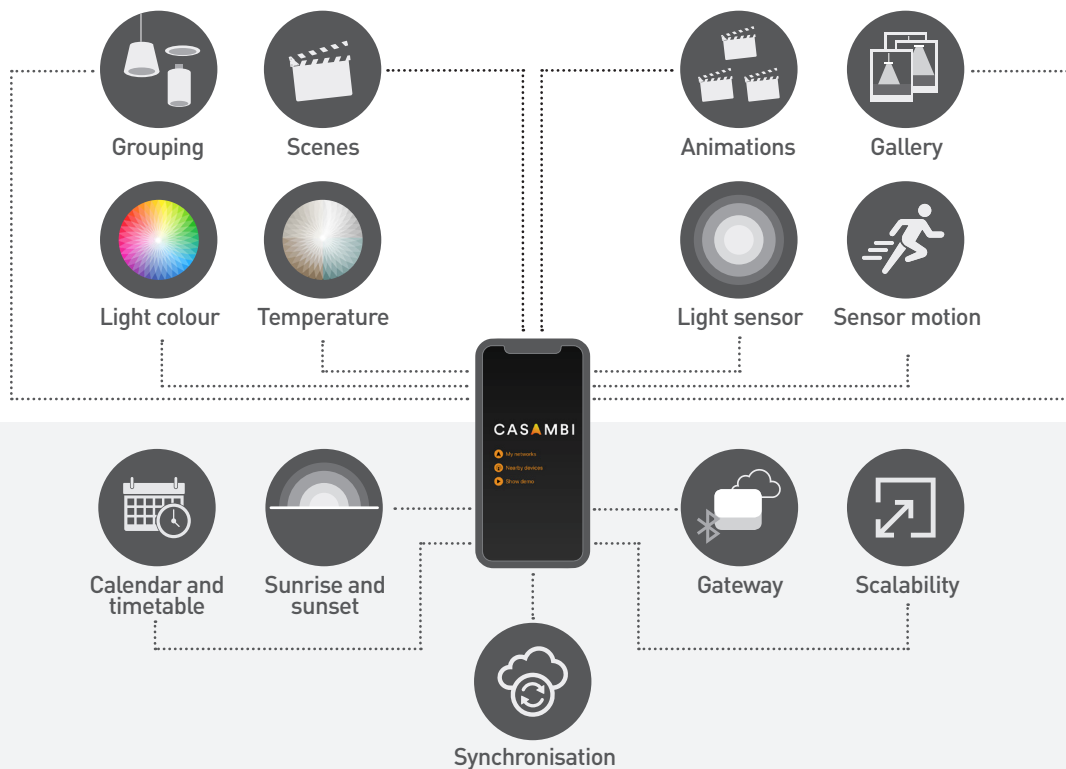 Grouping
Scenes
Animations
Gallery
Light colour
Temperature
Light sensor
Sensor motion
CASAMBI
My networks
Nearby devices
Show demo
Calendar and
timetable
Sunrise and
sunset
Gateway
Scalability
Synchronisation